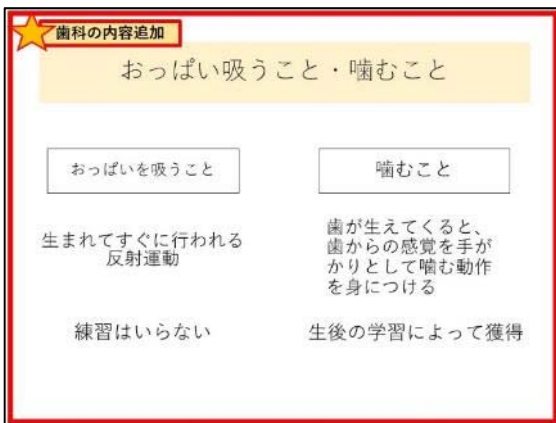 歯科の内容追加
おっぱい吸うこと・噛むこと
おっぱいを吸うこと
噛むこと
生まれてすぐに行われる
反射運動
歯が生えてくると、
歯からの感覚を手が
かりとして噛む動作
を身につける
練習はいらない
生後の学習によって獲得